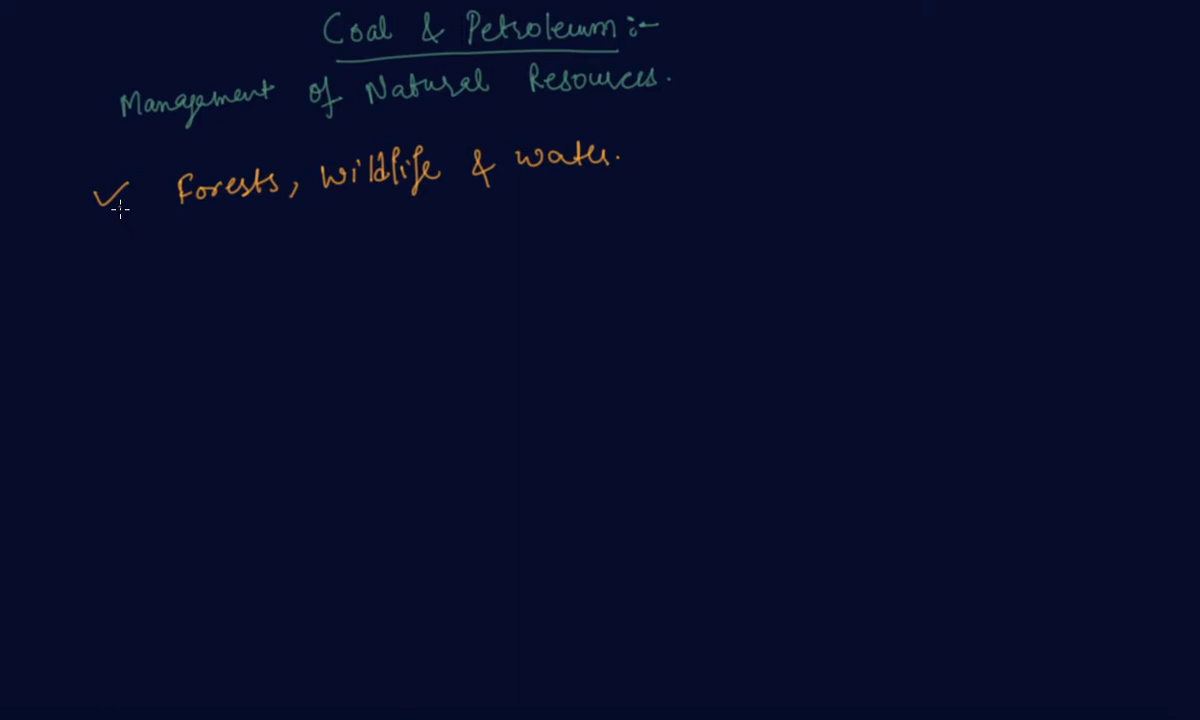 Coal & Petroleum :-
Management of Natural Resources.
✓ Forests, Wildlife & water.